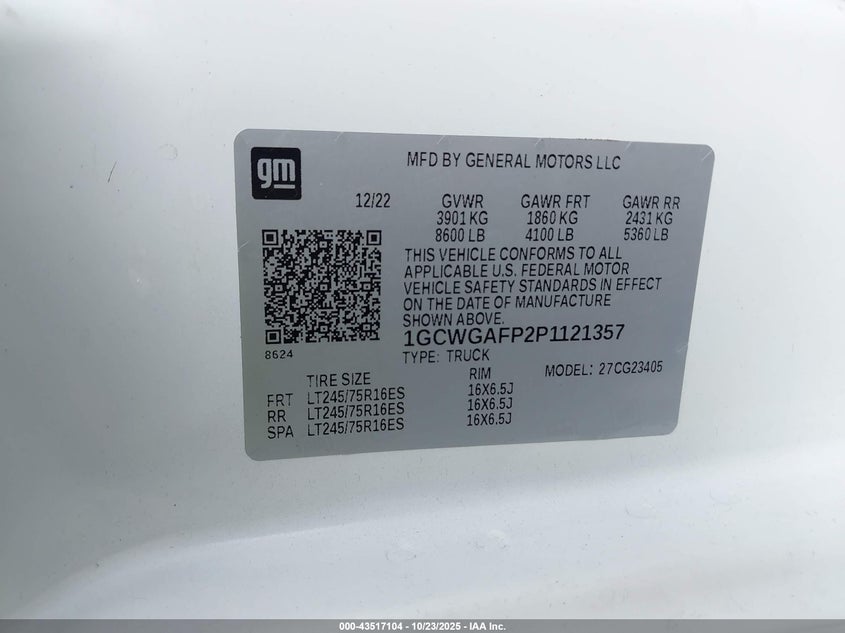 gm
MFD BY GENERAL MOTORS LLC
12/22 GVWR GAWR FRT GAWR RR
3901 KG 1860 KG 2431 KG
8600 LB 4100 LB 5360 LB
THIS VEHICLE CONFORMS TO ALL
APPLICABLE U.S. FEDERAL MOTOR
VEHICLE SAFETY STANDARDS IN EFFECT
ON THE DATE OF MANUFACTURE
SHOWN ABOVE.
1GCWGAFP2P1121357
8624
TYPE: TRUCK
MODEL: 27CG23405
TIRE SIZE RIM
FRT LT245/75R16ES 16X6.5J
RR LT245/75R16ES 16X6.5J
SPA LT245/75R16ES 16X6.5J
000-43517104 | 10/23/2025 - IAA Inc.